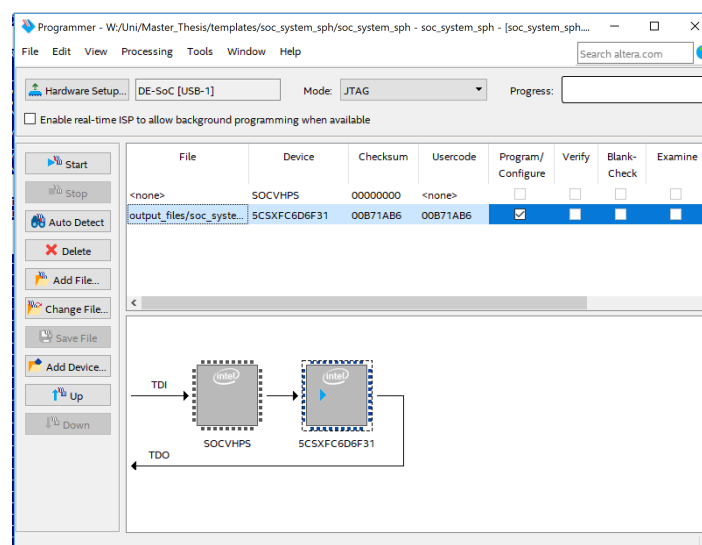 Programmer - W:/Uni/Master_Thesis/templates/soc_system_sph/soc_system_sph - soc_system_sph - [soc_system_sph....
File Edit View Processing Tools Window Help
Search altera.com
Hardware Setup... DE-SoC [USB-1] Mode: JTAG Progress:
Enable real-time ISP to allow background programming when available
Start
Stop
Auto Detect
Delete
Add File...
Change File...
Save File
Add Device...
Up
Down
File Device Checksum Usercode Program/ Verify Blank- Examine
Configure Check
<none> SOCVHPS 00000000 <none>
output_files/soc_syste... 5CSXFC6D6F31 00B71AB6 00B71AB6
TDI
intel
intel
SOCVHPS
5CSXFC6D6F31
TDO